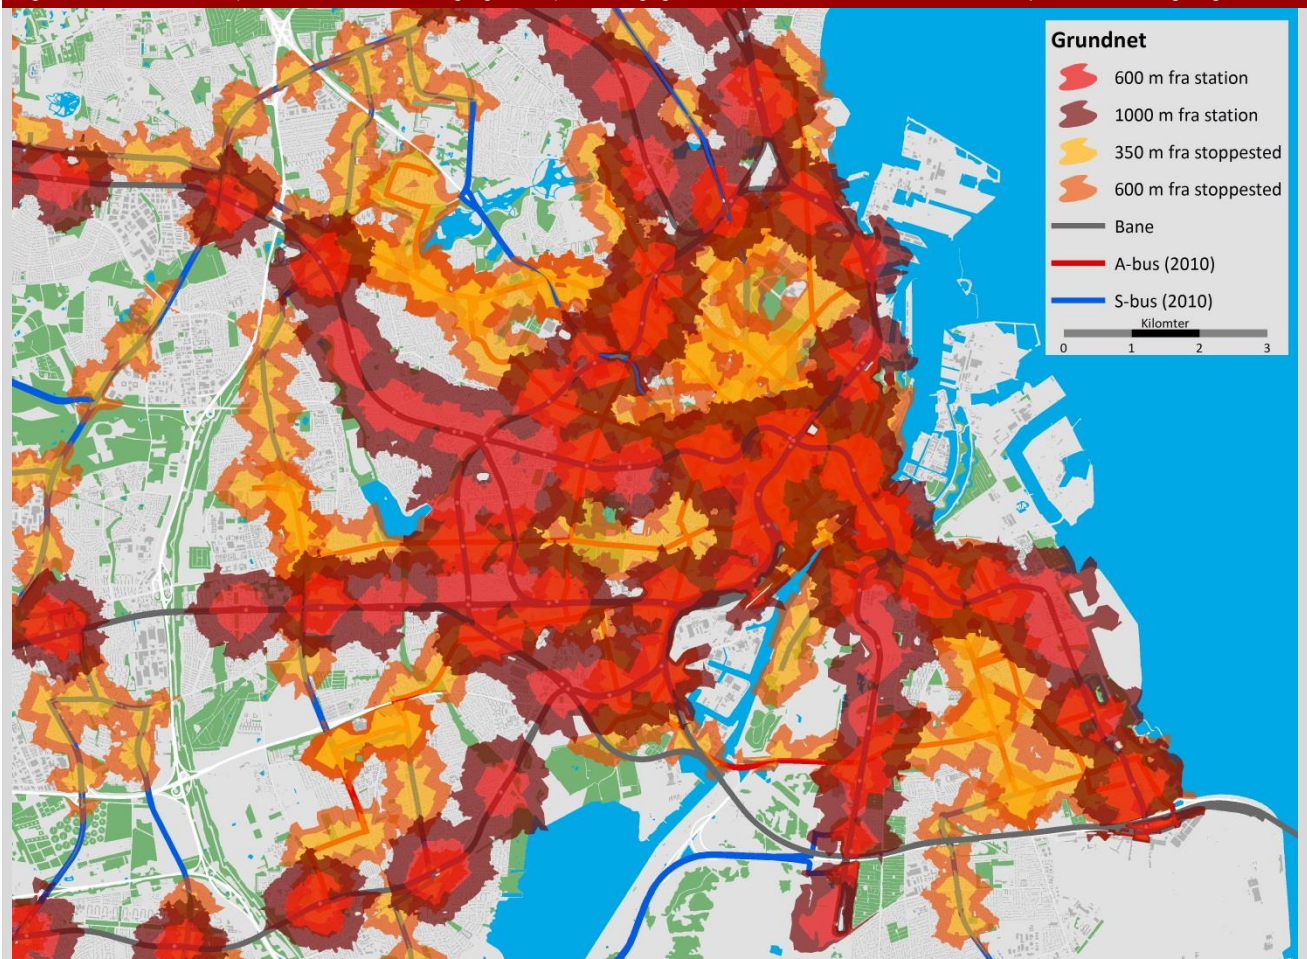 Grundnet
600 m fra station
1000 m fra station
350 m fra stoppested
600 m fra stoppested
Bane
A-bus (2010)
S-bus (2010)
Kilomter
0 1 2 3